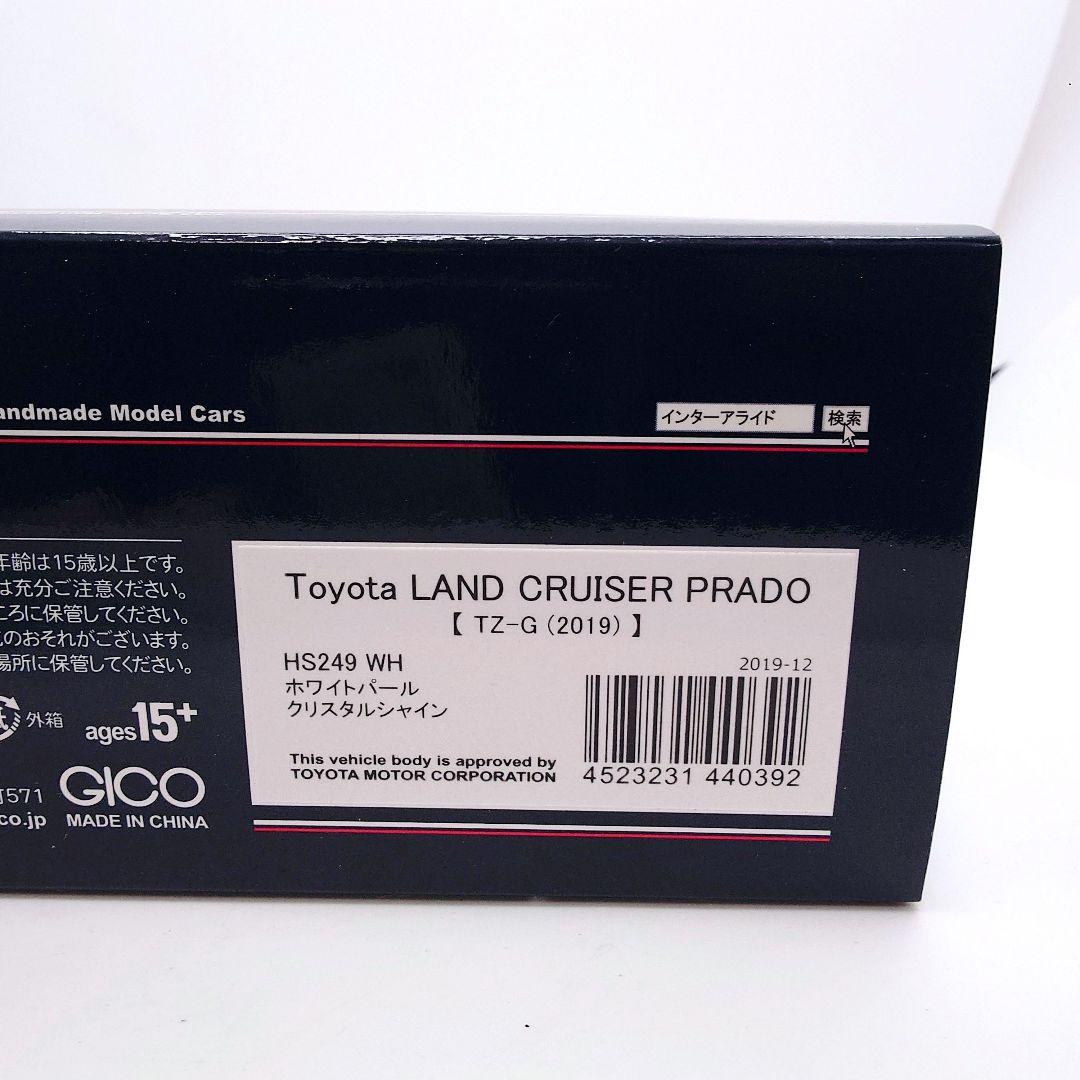 andmade Model Cars
インターアライド 検索
年齢は15歳以上です。
は充分ご注意ください。
ころに保管してください。
のおそれがございます。
場所に保管してください。
外箱
ages15+
GICO
571
co.jp MADE IN CHINA
Toyota LAND CRUISER PRADO
【 TZ-G (2019) 】
HS249 WH
2019-12
ホワイトパール
クリスタルシャイン
This vehicle body is approved by
TOYOTA MOTOR CORPORATION
4523231 440392